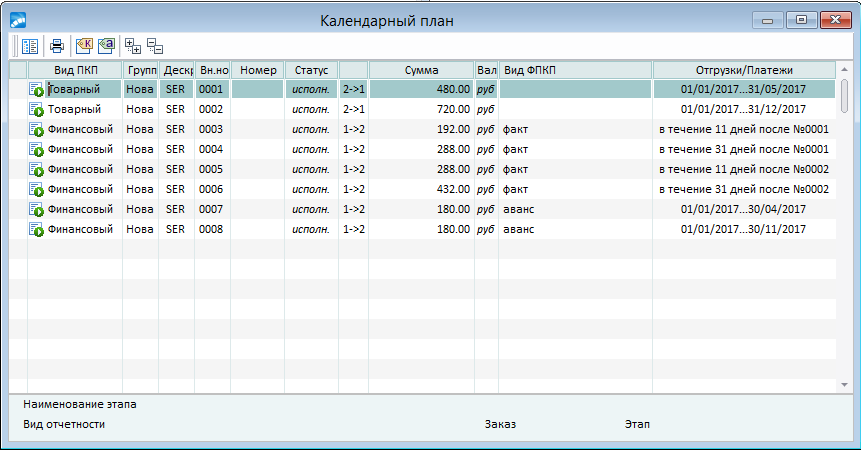 Календарный план
Вид ПКП Групп Дескр Вн.но Номер Статус Сумма Вал Вид ФПКП Отгрузки/Платежи
Товарный Нова SER 0001 исполн. 2->1 480.00 руб 01/01/2017...31/05/2017
Товарный Нова SER 0002 исполн. 2->1 720.00 руб 01/01/2017...31/12/2017
Финансовый Нова SER 0003 исполн. 1->2 192.00 руб факт в течение 11 дней после №0001
Финансовый Нова SER 0004 исполн. 1->2 288.00 руб факт в течение 31 дней после №0001
Финансовый Нова SER 0005 исполн. 1->2 288.00 руб факт в течение 11 дней после №0002
Финансовый Нова SER 0006 исполн. 1->2 432.00 руб факт в течение 31 дней после №0002
Финансовый Нова SER 0007 исполн. 1->2 180.00 руб аванс 01/01/2017...30/04/2017
Финансовый Нова SER 0008 исполн. 1->2 180.00 руб аванс 01/01/2017...30/11/2017
Наименование этапа
Вид отчетности Заказ Этап